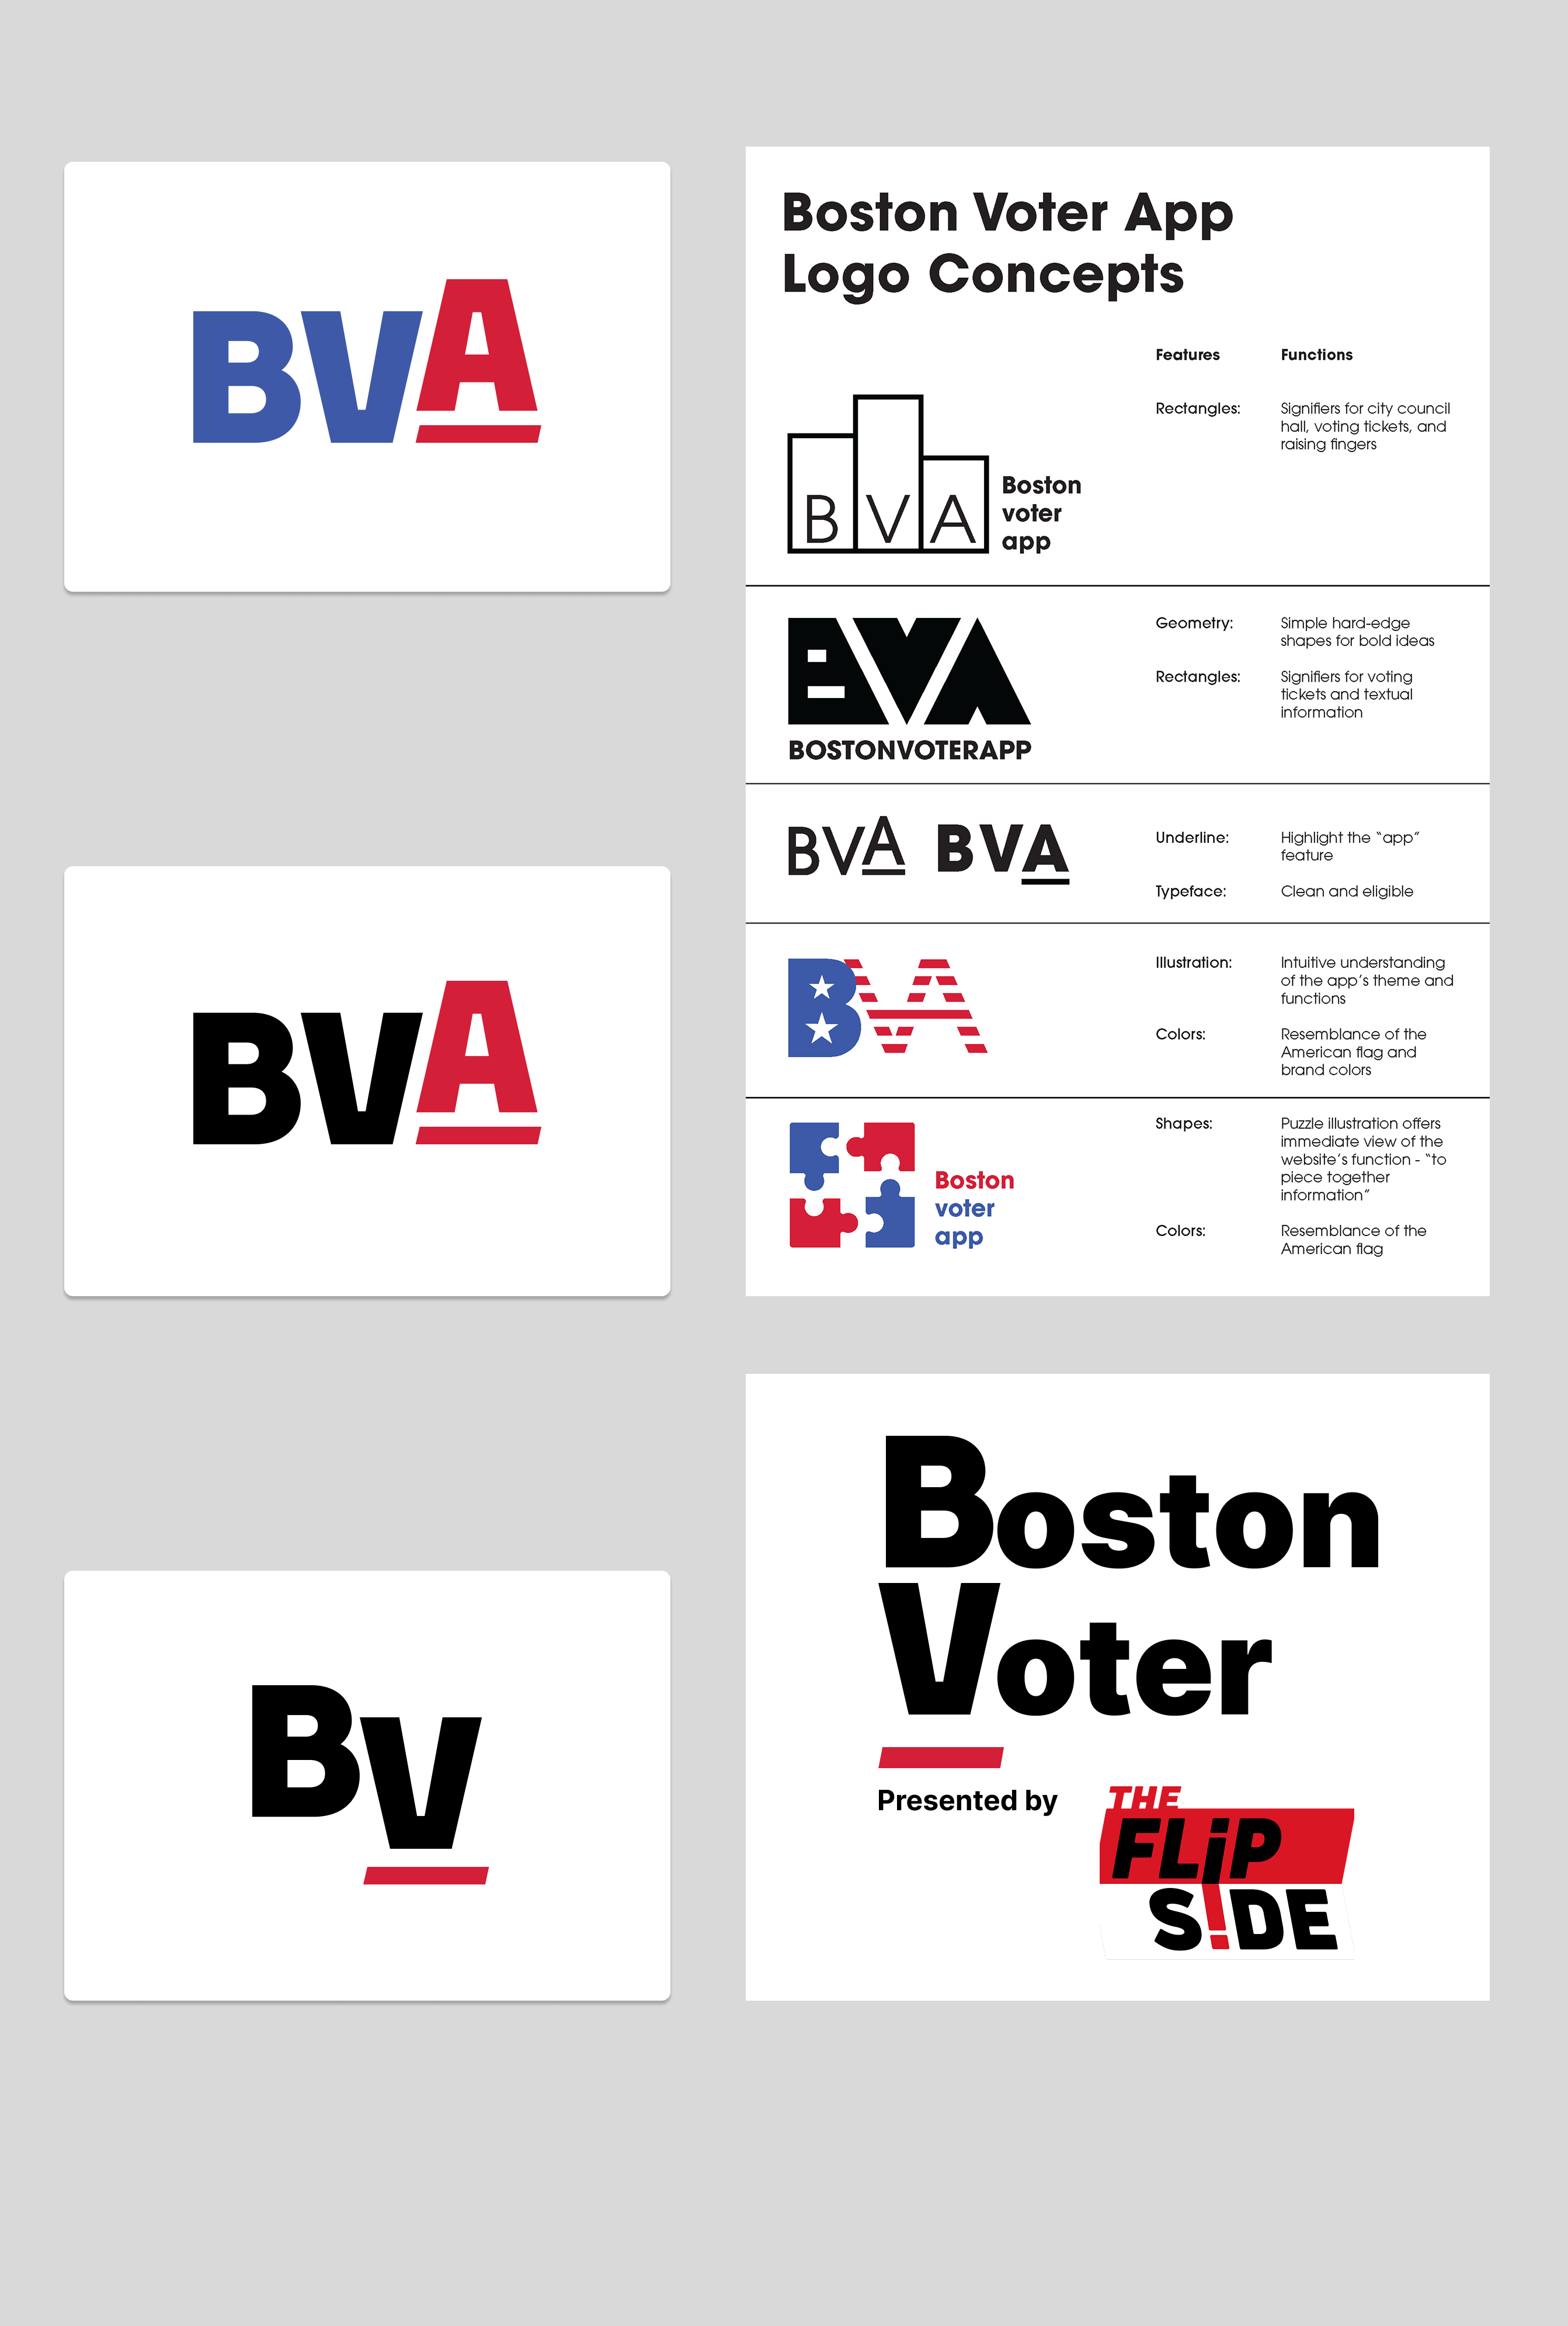 BVA
BVA
BV
Boston Voter App
Logo Concepts
Features Functions
B V A
Boston
voter
app
Rectangles: Signifiers for city council
hall, voting tickets, and
raising fingers
BVA
BOSTONVOTERAPP
Geometry: Simple hard-edge
shapes for bold ideas
Rectangles: Signifiers for voting
tickets and textual
information
BVA BVA
Underline: Highlight the “app”
feature
Typeface: Clean and eligible
BVA
Illustration: Intuitive understanding
of the app’s theme and
functions
Colors: Resemblance of the
American flag and
brand colors
Boston
voter
app
Shapes: Puzzle illustration offers
immediate view of the
website’s function - “to
piece together
information”
Colors: Resemblance of the
American flag
Boston
Voter
Presented by
THE
FLiP
SiDE